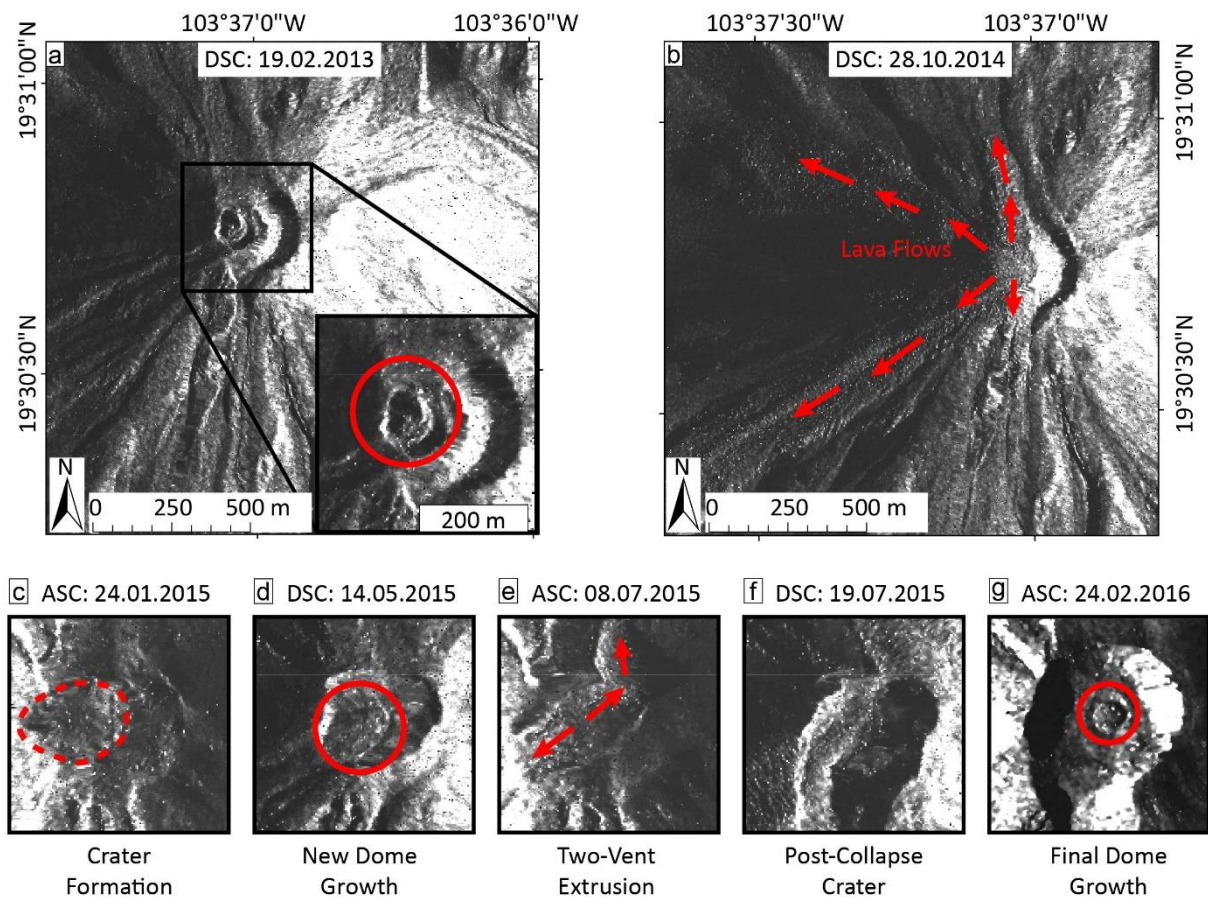 103°37'0"W 103°36'0"W
a DSC: 19.02.2013
19°31'00"N
19°30'30"N
N
0 250 500 m
200 m
103°37'30"W 103°37'0"W
b DSC: 28.10.2014
19°31'00"N
Lava Flows
19°30'30"N
N
0 250 500 m
c ASC: 24.01.2015
Crater
Formation
d DSC: 14.05.2015
New Dome
Growth
e ASC: 08.07.2015
Two-Vent
Extrusion
f DSC: 19.07.2015
Post-Collapse
Crater
g ASC: 24.02.2016
Final Dome
Growth